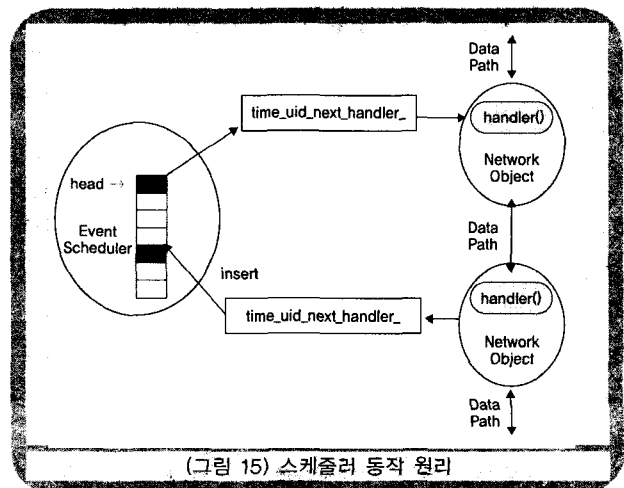 Data
Path
time_uid_next_handler_
handler()
Network
Object
head →
Event
Scheduler
insert
Data
Path
time_uid_next_handler_
handler()
Network
Object
Data
Path
(그림 15) 스케줄러 동작 원리